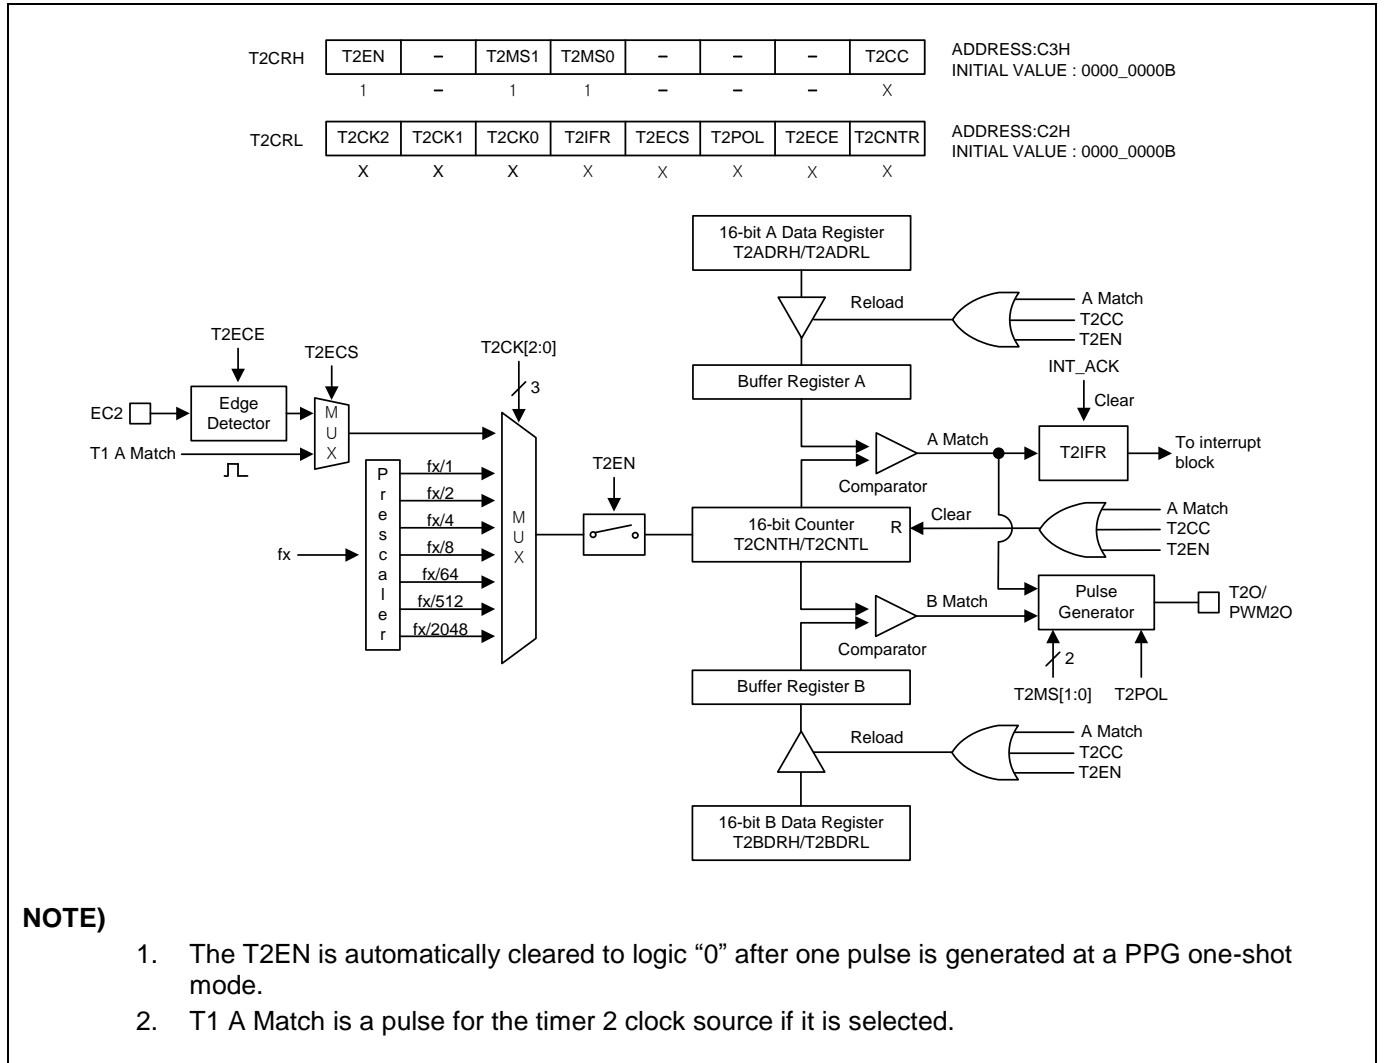 T2CRH T2EN – T2MS1 T2MS0 – – – T2CC ADDRESS:C3H
INITIAL VALUE : 0000_0000B
1 – 1 1 – – – X
T2CRL T2CK2 T2CK1 T2CK0 T2IFR T2ECS T2POL T2ECE T2CNTR ADDRESS:C2H
INITIAL VALUE : 0000_0000B
X X X X X X X X
16-bit A Data Register
T2ADRH/T2ADRL
Reload
A Match
T2CC
T2EN
T2ECE
T2ECS
T2CK[2:0]
3
Buffer Register A
INT_ACK
Clear
EC2
Edge
Detector
MUX
T1 A Match
A Match
T2IFR
To interrupt
block
Comparator
Prescaler
fx
fx/1
fx/2
fx/4
fx/8
fx/64
fx/512
fx/2048
MUX
T2EN
16-bit Counter
T2CNTH/T2CNTL
R
Clear
A Match
T2CC
T2EN
B Match
Comparator
Pulse
Generator
T2O/
PWM2O
2
T2MS[1:0]
T2POL
Buffer Register B
Reload
A Match
T2CC
T2EN
16-bit B Data Register
T2BDRH/T2BDRL
NOTE)
1. The T2EN is automatically cleared to logic “0” after one pulse is generated at a PPG one-shot
mode.
2. T1 A Match is a pulse for the timer 2 clock source if it is selected.